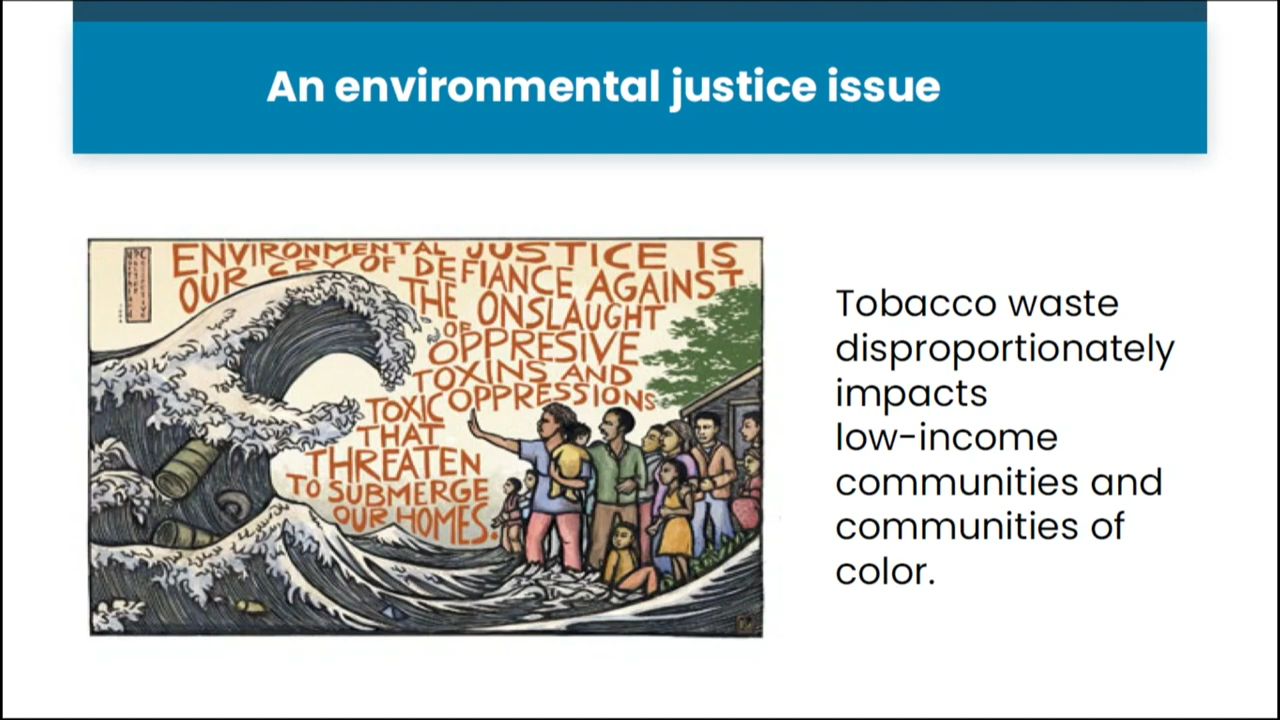 An environmental justice issue
ENVIRONMENTAL JUSTICE IS
OUR CRY OF DEFIANCE AGAINST
THE ONSLAUGHT
OF
OPPRESIVE
TOXINS AND
TOXIC OPPRESSIONS
THAT
THREATEN
TO SUBMERGE
OUR HOMES.
Tobacco waste
disproportionately
impacts
low-income
communities and
communities of
color.